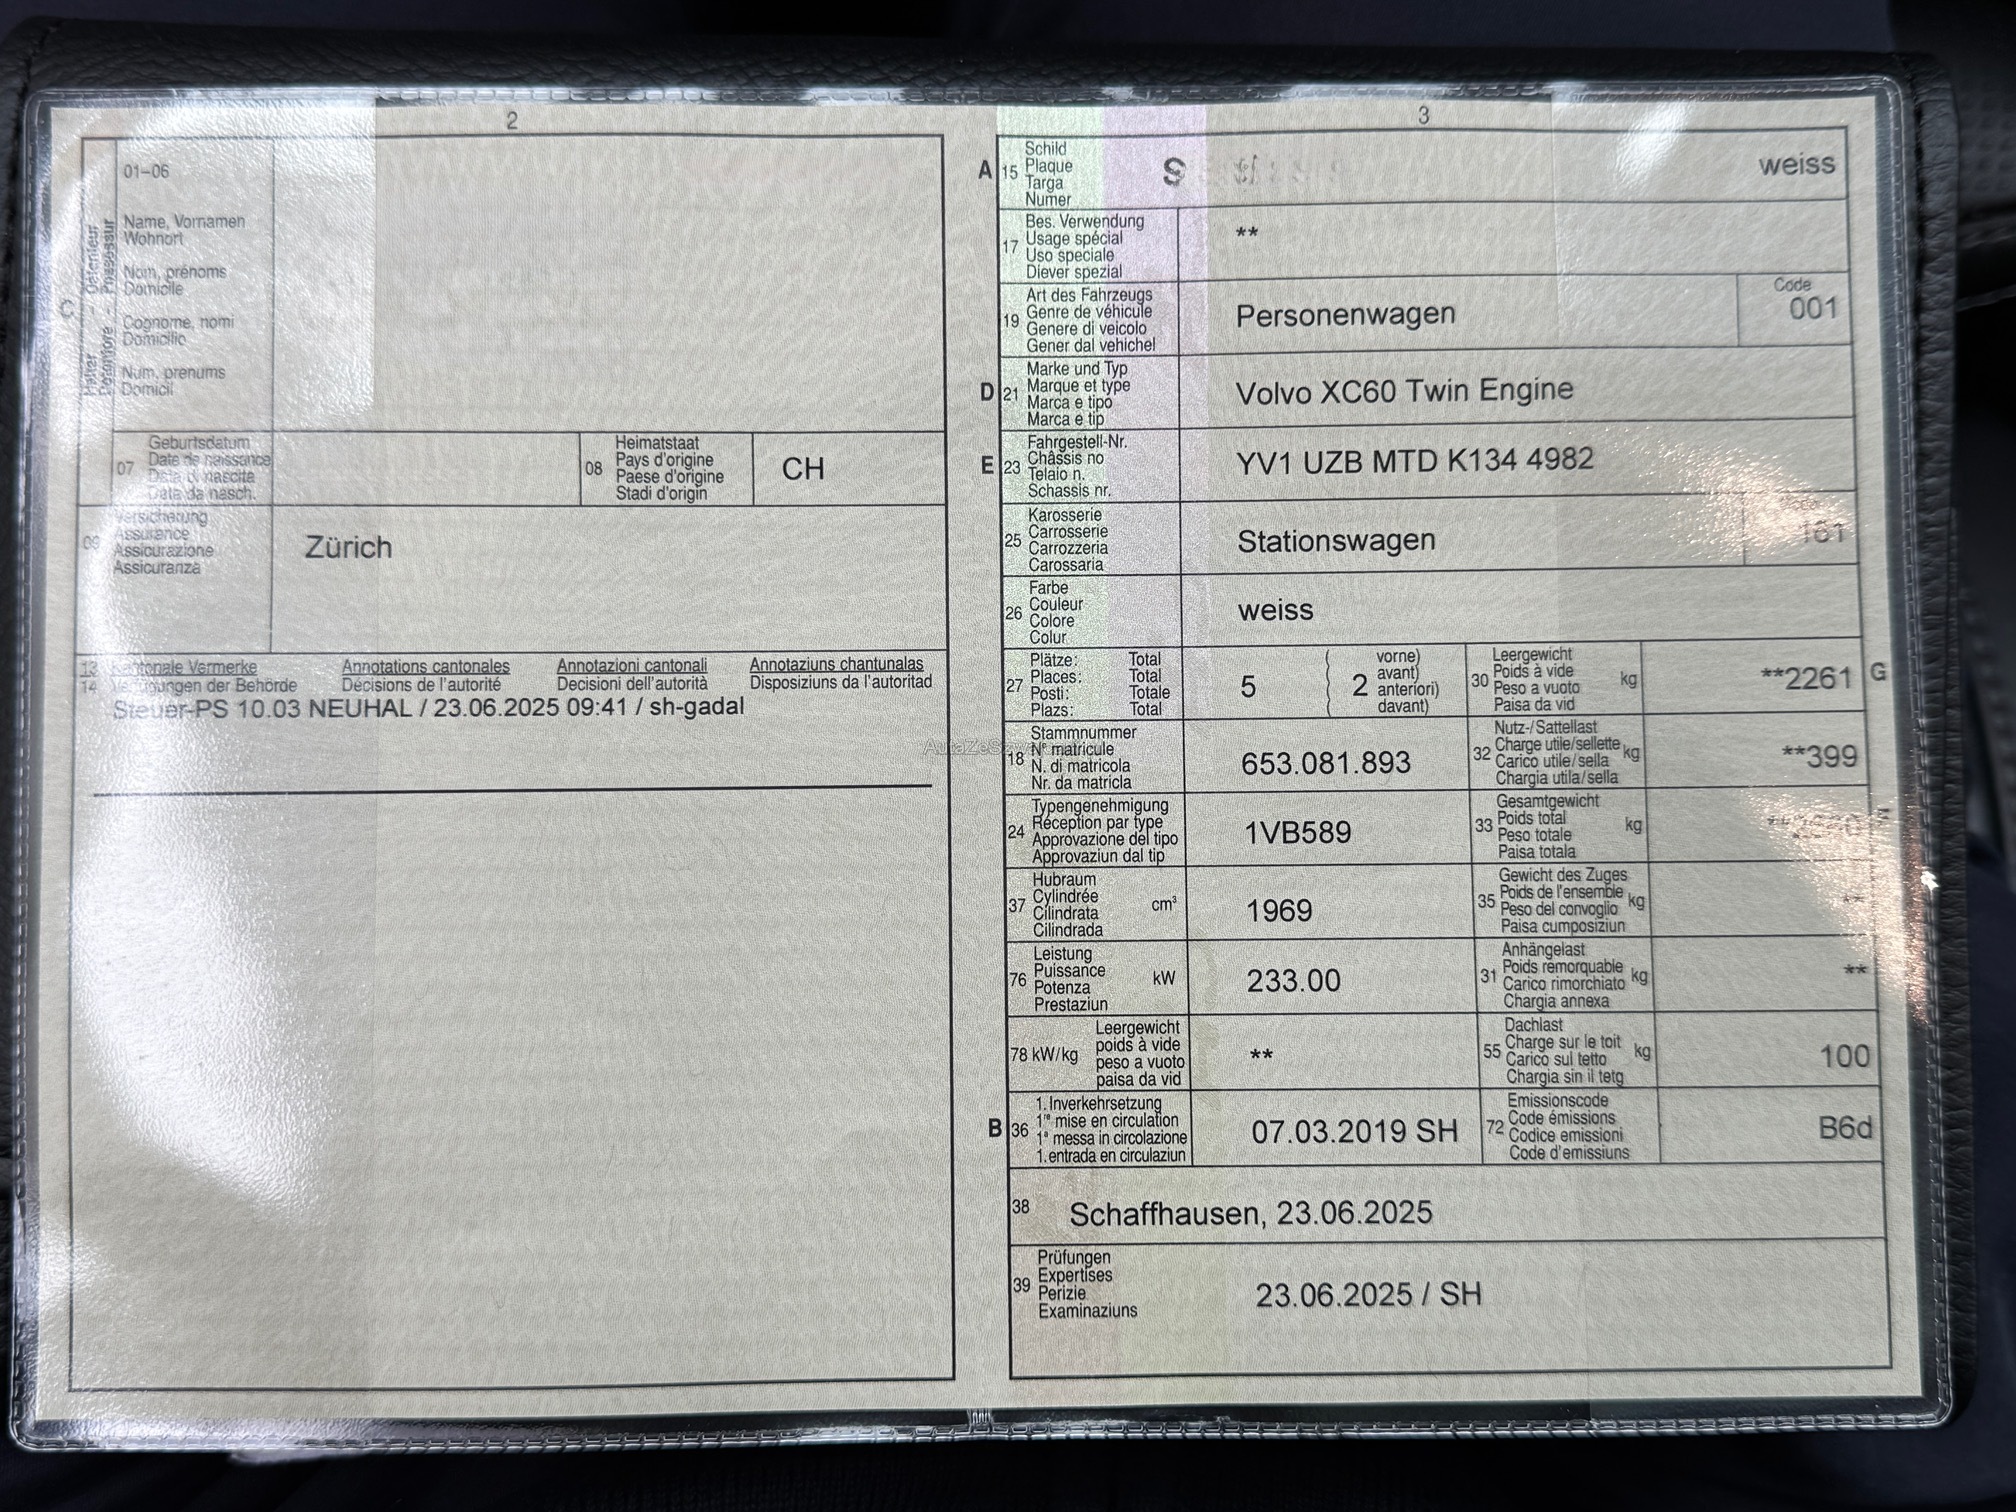 2
01–06
Name, Vornamen
Wohnort
Nom, prénoms
Domicile
Cognome, nomi
Domicilio
Num, prenums
Domicil
C
Halter - Détenteur
Detentore - Possessur
07 Geburtsdatum
Date de naissance
Data di nascita
Data da nasch.
08 Heimatstaat
Pays d'origine
Paese d'origine
Stadi d'origin
CH
09 Versicherung
Assurance
Assicurazione
Assicuranza
Zürich
13 Kantonale Vermerke Annotations cantonales Annotazioni cantonali Annotaziuns chantunalas
14 Verfügungen der Behörde Décisions de l'autorité Decisioni dell'autorità Disposiziuns da l'autoritad
Steuer-PS 10.03 NEUHAL / 23.06.2025 09:41 / sh-gadal
3
A 15 Schild
Plaque
Targa
Numer
S
weiss
17 Bes. Verwendung
Usage spécial
Uso speciale
Diever spezial
**
19 Art des Fahrzeugs
Genre de véhicule
Genere di veicolo
Gener dal vehichel
Personenwagen
Code
001
D 21 Marke und Typ
Marque et type
Marca e tipo
Marca e tip
Volvo XC60 Twin Engine
E 23 Fahrgestell-Nr.
Châssis no
Telaio n.
Schassis nr.
YV1 UZB MTD K134 4982
25 Karosserie
Carrosserie
Carrozzeria
Carossaria
Stationswagen
26 Farbe
Couleur
Colore
Colur
weiss
27 Plätze: Total
Places: Total
Posti: Totale
Plazs: Total
5
2
vorne)
avant)
anteriori)
davant)
30 Leergewicht
Poids à vide
Peso a vuoto
Paisa da vid
kg
**2261
G
18 Stammnummer
N° matricule
N. di matricola
Nr. da matricla
653.081.893
32 Nutz-/Sattellast
Charge utile/sellette
Carico utile/sella
Chargia utila/sella
kg
**399
24 Typengenehmigung
Réception par type
Approvazione del tipo
Approvaziun dal tip
1VB589
33 Gesamtgewicht
Poids total
Peso totale
Paisa totala
kg
F
37 Hubraum
Cylindrée
Cilindrata
Cilindrada
cm³
1969
35 Gewicht des Zuges
Poids de l'ensemble
Peso del convoglio
Paisa cumposiziun
kg
**
76 Leistung
Puissance
Potenza
Prestaziun
kW
233.00
31 Anhängelast
Poids remorquable
Carico rimorchiato
Chargia annexa
kg
**
78 kW/kg
Leergewicht
poids à vide
peso a vuoto
paisa da vid
**
55 Dachlast
Charge sur le toit
Carico sul tetto
Chargia sin il tetg
kg
100
B 36 1. Inverkehrsetzung
1re mise en circulation
1a messa in circolazione
1. entrada en circulaziun
07.03.2019 SH
72 Emissionscode
Code émissions
Codice emissioni
Code d'emissiuns
B6d
38 Schaffhausen, 23.06.2025
39 Prüfungen
Expertises
Perizie
Examinaziuns
23.06.2025 / SH